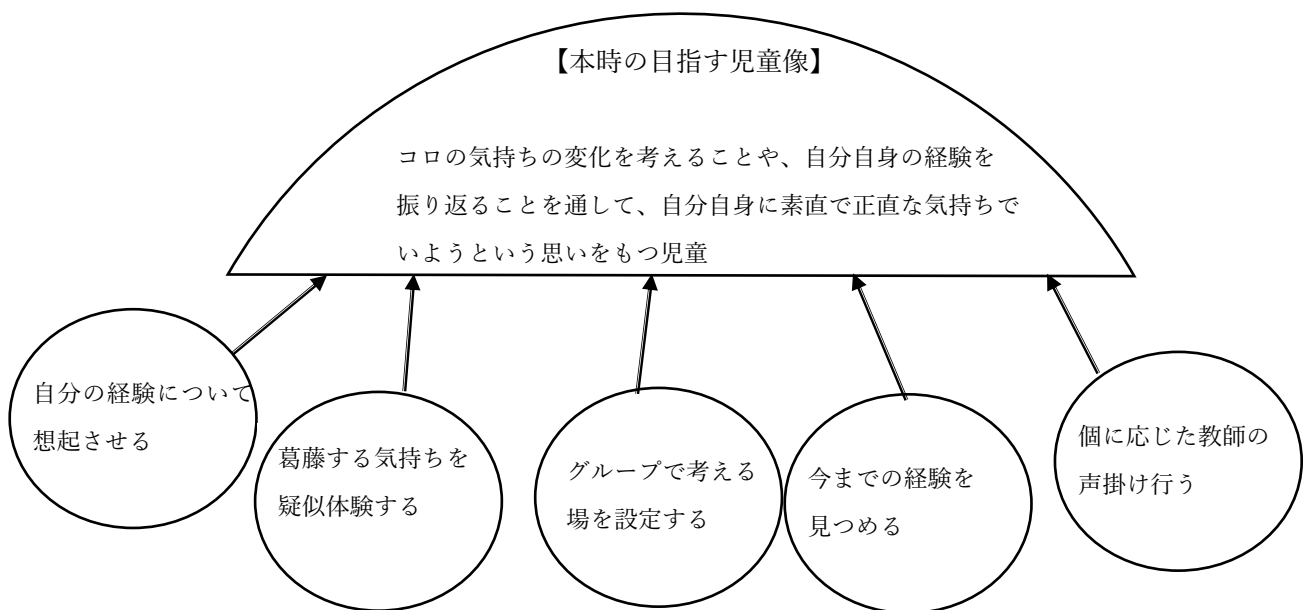 【本時の目指す児童像】
コロの気持ちの変化を考えることや、自分自身の経験を
振り返ることを通して、自分自身に素直で正直な気持ちで
いようという思いをもつ児童
自分の経験について
想起させる
葛藤する気持ちを
疑似体験する
グループで考える
場を設定する
今までの経験を
見つめる
個に応じた教師の
声掛け行う